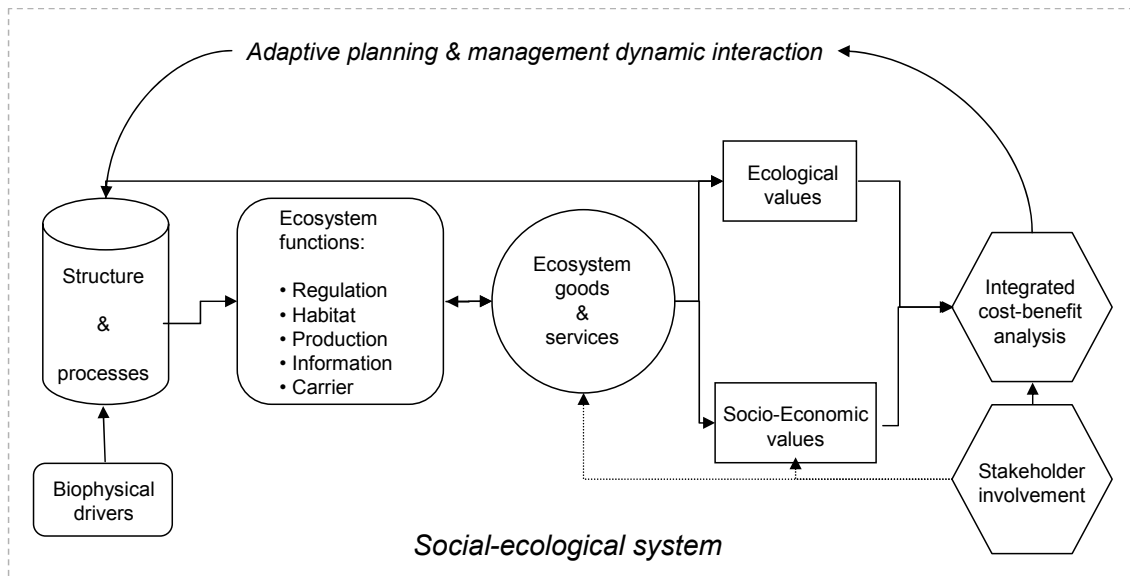 Adaptive planning & management dynamic interaction
Structure
&
processes
Biophysical
drivers
Ecosystem
functions:
• Regulation
• Habitat
• Production
• Information
• Carrier
Ecosystem
goods
&
services
Ecological
values
Socio-Economic
values
Integrated
cost-benefit
analysis
Stakeholder
involvement
Social-ecological system